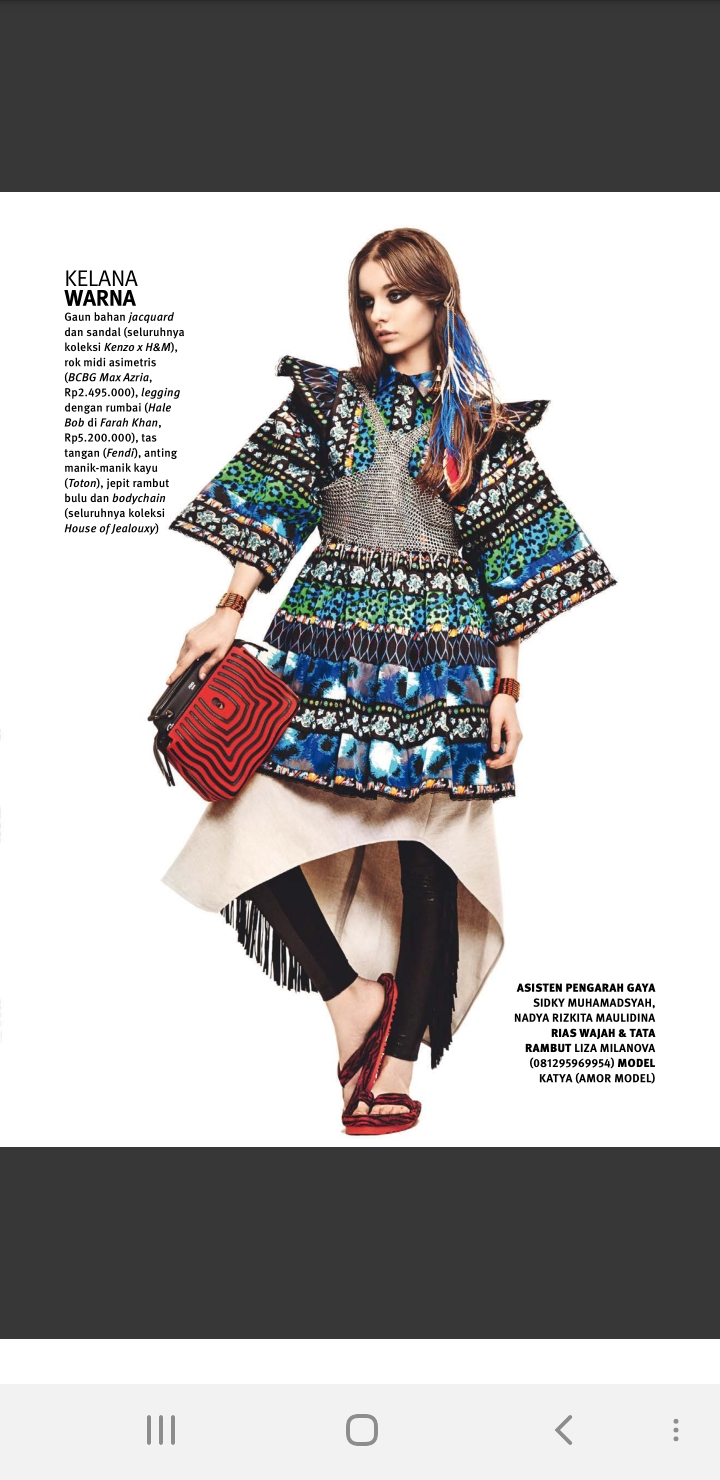 KELANA
WARNA
Gaun bahan jacquard
dan sandal (seluruhnya
koleksi Kenzo x H&M),
rok midi asimetris
(BCBG Max Azria,
Rp2.495.000), legging
dengan rumbai (Hale
Bob di Farah Khan,
Rp5.200.000), tas
tangan (Fendi), anting
manik-manik kayu
(Toton), jepit rambut
bulu dan bodychain
(seluruhnya koleksi
House of Jealouxy)
ASISTEN PENGARAH GAYA
SIDKY MUHAMADSYAH,
NADYA RIZKITA MAULIDINA
RIAS WAJAH & TATA
RAMBUT LIZA MILANOVA
(081295969954) MODEL
KATYA (AMOR MODEL)